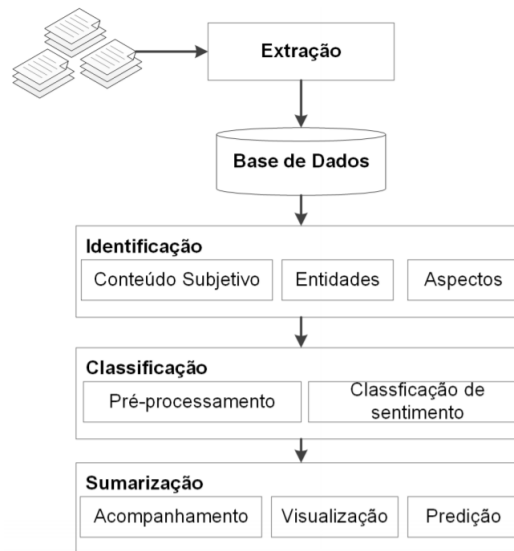 Extração
Base de Dados
Identificação
Conteúdo Subjetivo
Entidades
Aspectos
Classificação
Pré-processamento
Classficação de
sentimento
Sumarização
Acompanhamento
Visualização
Predição